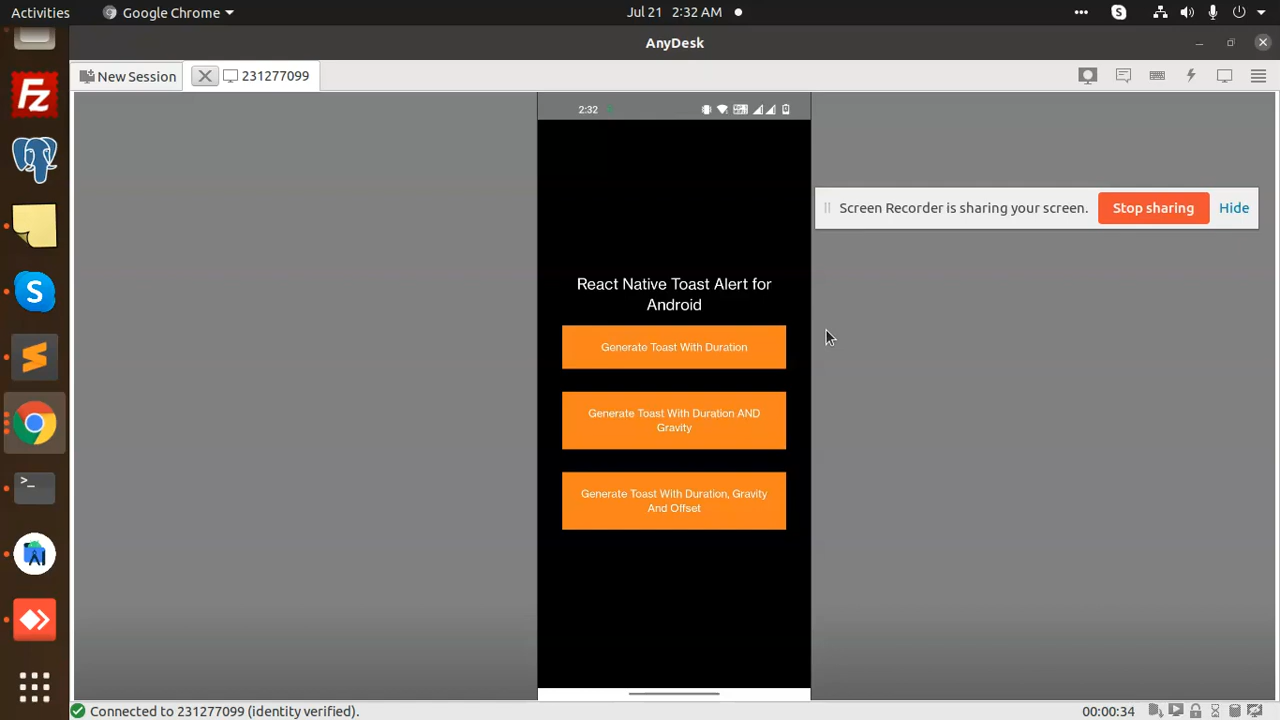 Activities
Google Chrome
Jul 21 2:32 AM
AnyDesk
New Session
231277099
2:32
Screen Recorder is sharing your screen.
Stop sharing
Hide
React Native Toast Alert for
Android
Generate Toast With Duration
Generate Toast With Duration AND
Gravity
Generate Toast With Duration, Gravity
And Offset
Connected to 231277099 (identity verified).
00:00:34